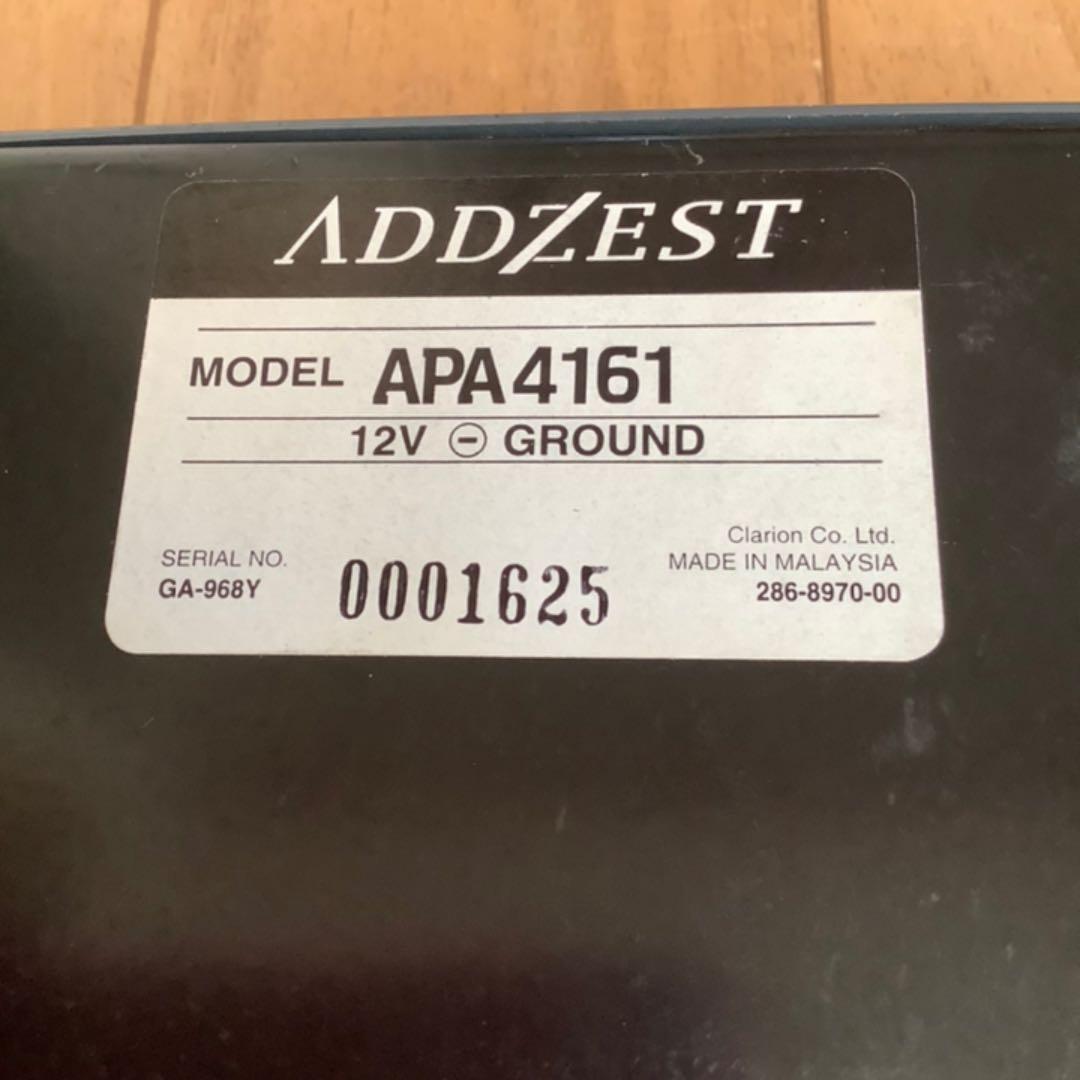 ADDZEST
MODEL APA4161
12V ⊖ GROUND
Clarion Co. Ltd.
SERIAL NO. MADE IN MALAYSIA
GA-968Y 0001625 286-8970-00